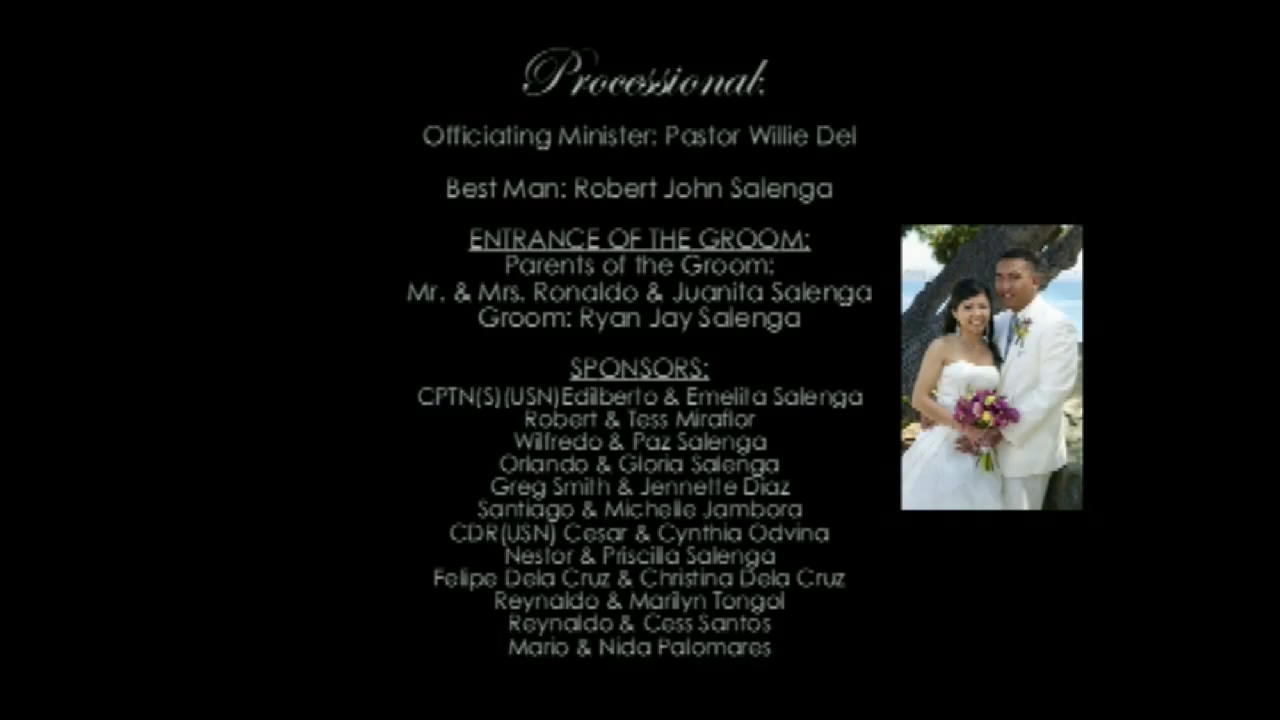 Processional:
Officiating Minister: Pastor Willie Del
Best Man: Robert John Salenga
ENTRANCE OF THE GROOM:
Parents of the Groom:
Mr. & Mrs. Ronaldo & Juanita Salenga
Groom: Ryan Jay Salenga
SPONSORS:
CPTN(S)(USN)Edilberto & Emelita Salenga
Robert & Tess Miraflor
Wilfredo & Paz Salenga
Orlando & Gloria Salenga
Greg Smith & Jennette Diaz
Santiago & Michelle Jambora
CDR(USN) Cesar & Cynthia Odvina
Nestor & Priscilla Salenga
Felipe Dela Cruz & Christina Dela Cruz
Reynaldo & Marilyn Tongol
Reynaldo & Cess Santos
Mario & Nida Palomares